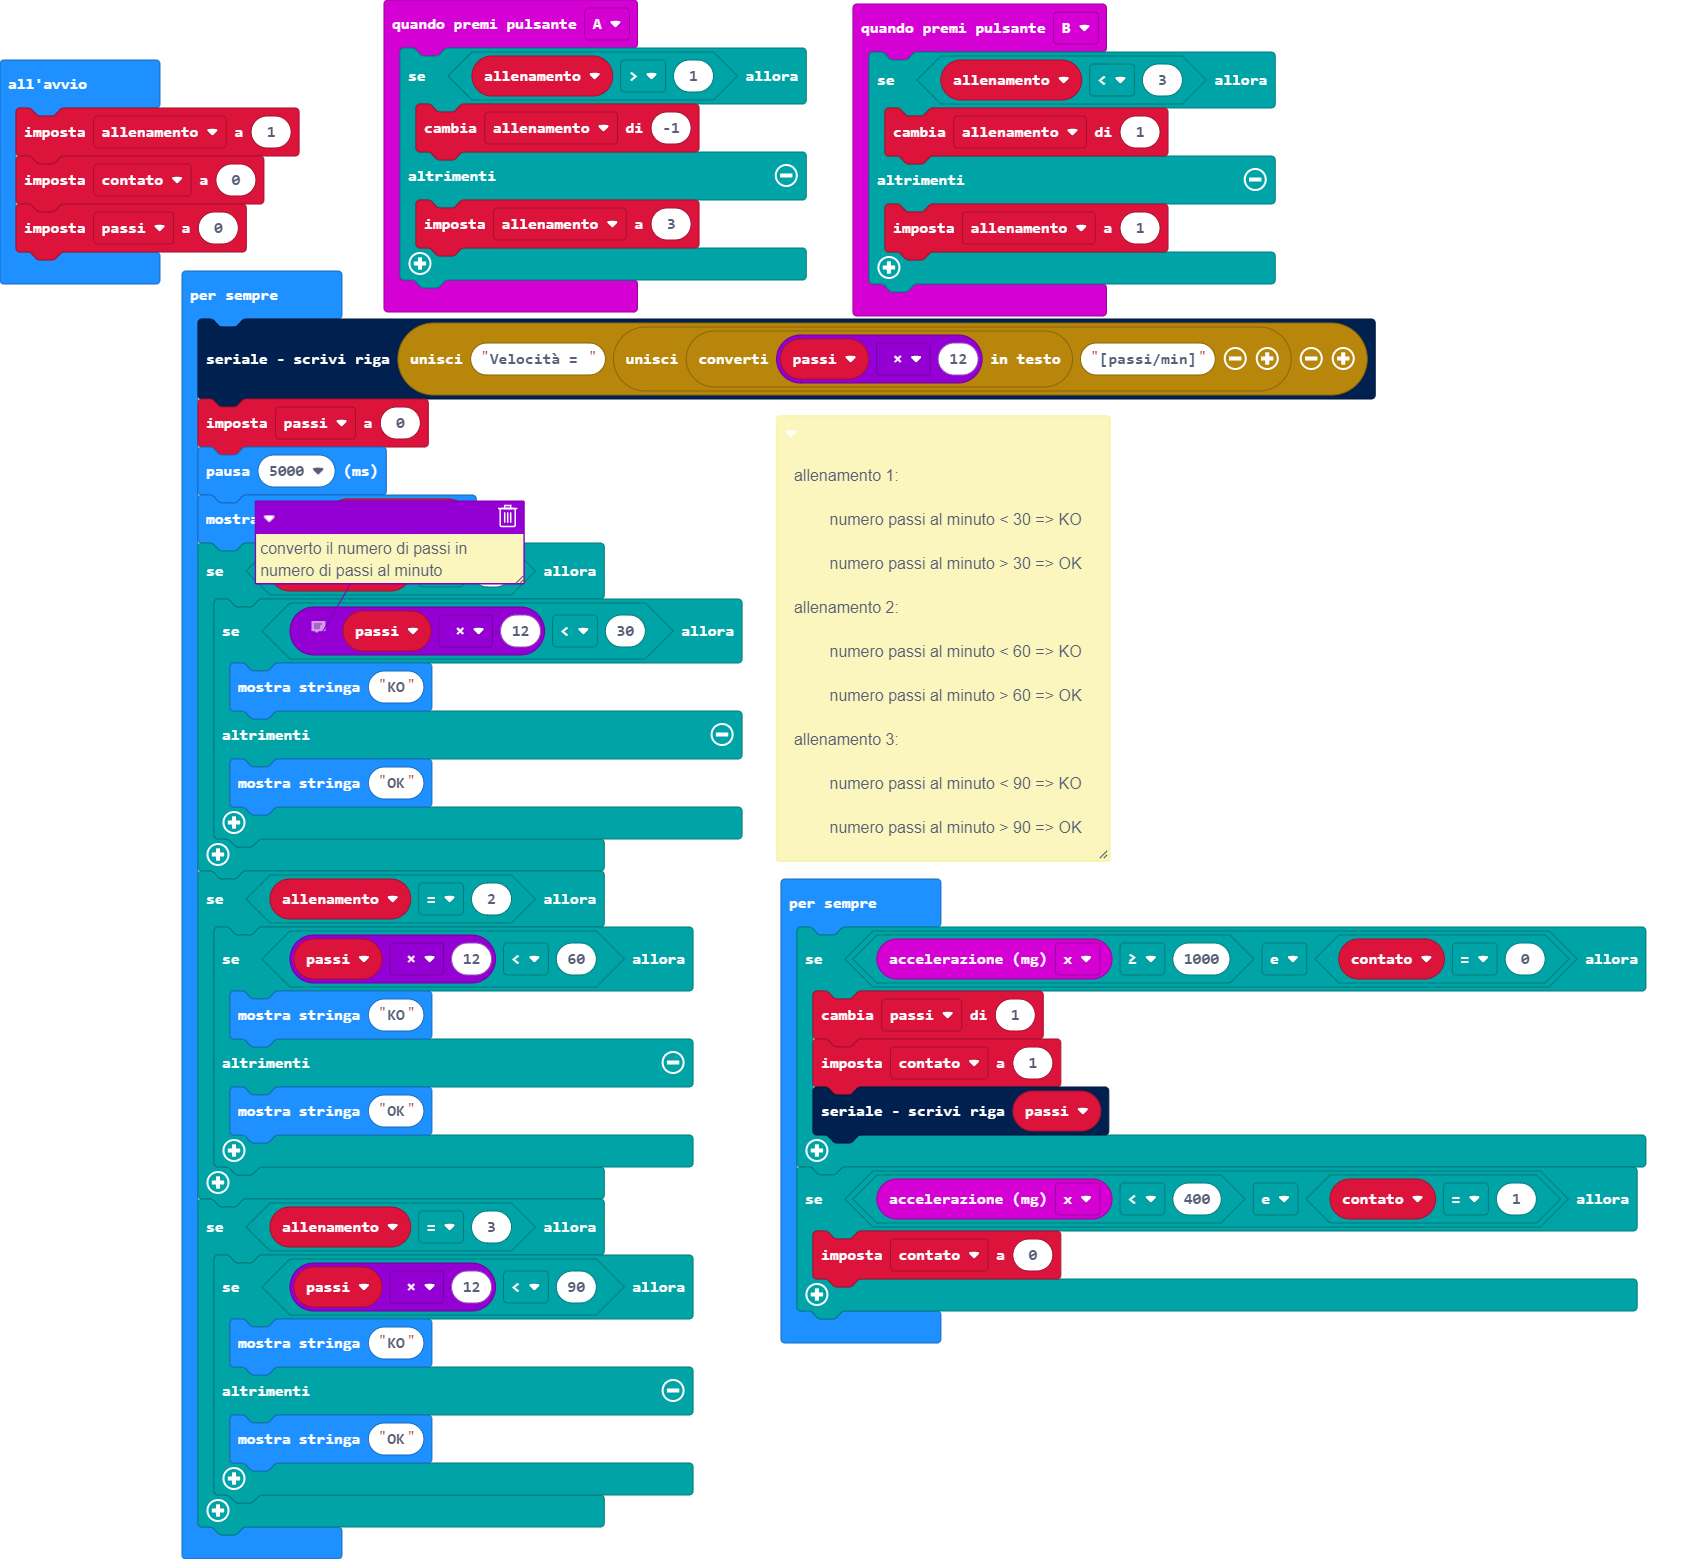 all'avvio
imposta allenamento a 1
imposta contato a 0
imposta passi a 0
quando premi pulsante A
se allenamento > 1 allora
cambia allenamento di -1
altrimenti
imposta allenamento a 3
quando premi pulsante B
se allenamento < 3 allora
cambia allenamento di 1
altrimenti
imposta allenamento a 1
per sempre
seriale - scrivi riga unisci "Velocità = " unisci converti passi × 12 in testo "[passi/min]"
imposta passi a 0
pausa 5000 (ms)
converto il numero di passi in
numero di passi al minuto
se allora
se passi × 12 < 30 allora
mostra stringa "KO"
altrimenti
mostra stringa "OK"
se allenamento = 2 allora
se passi × 12 < 60 allora
mostra stringa "KO"
altrimenti
mostra stringa "OK"
se allenamento = 3 allora
se passi × 12 < 90 allora
mostra stringa "KO"
altrimenti
mostra stringa "OK"
allenamento 1:
numero passi al minuto < 30 => KO
numero passi al minuto > 30 => OK
allenamento 2:
numero passi al minuto < 60 => KO
numero passi al minuto > 60 => OK
allenamento 3:
numero passi al minuto < 90 => KO
numero passi al minuto > 90 => OK
per sempre
se accelerazione (mg) x ≥ 1000 e contato = 0 allora
cambia passi di 1
imposta contato a 1
seriale - scrivi riga passi
se accelerazione (mg) x < 400 e contato = 1 allora
imposta contato a 0